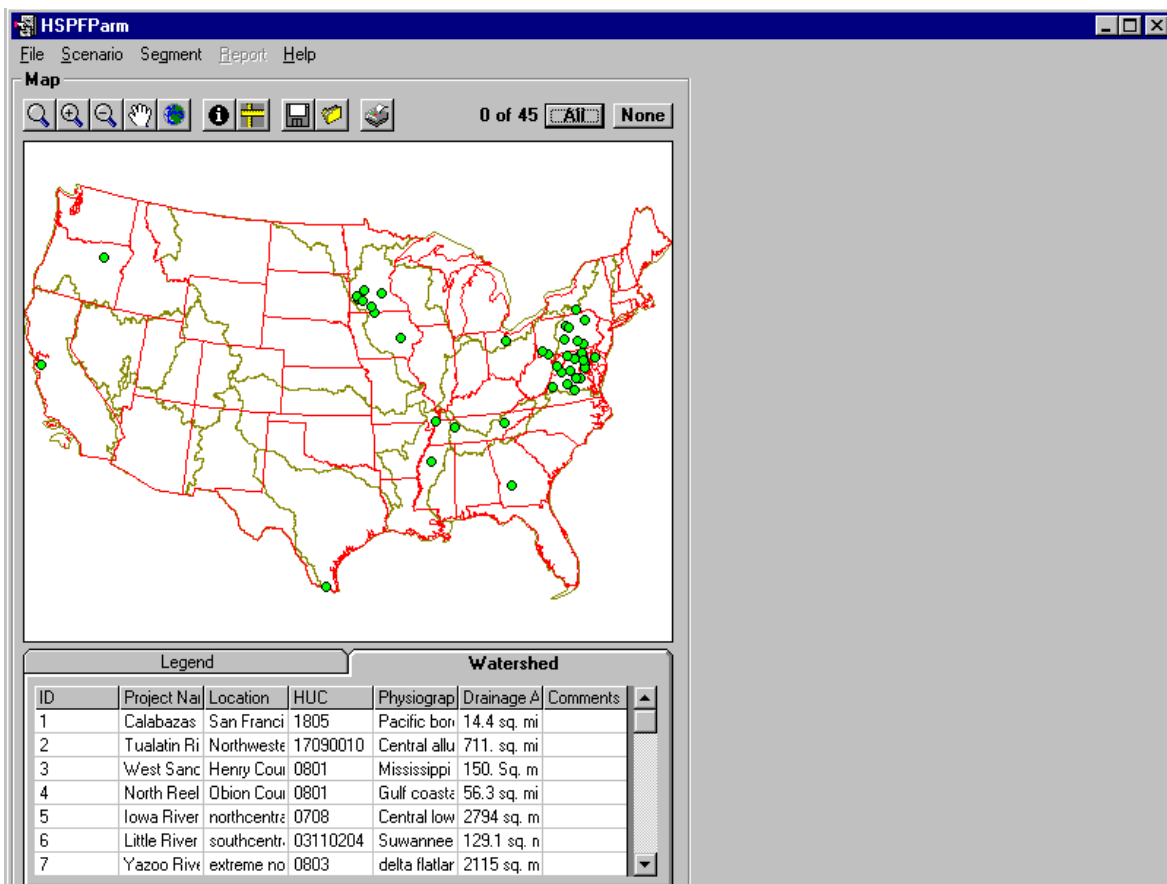 HSPFParm
File Scenario Segment Report Help
Map
0 of 45 All None
Legend Watershed
ID Project Nai Location HUC Physiograp Drainage A Comments
1 Calabazas San Franci 1805 Pacific bor 14.4 sq. mi
2 Tualatin Ri Northweste 17090010 Central allu 711. sq. mi
3 West Sanc Henry Cou 0801 Mississippi 150. Sq. m
4 North Reel Obion Cou 0801 Gulf coasta 56.3 sq. mi
5 Iowa River northcentra 0708 Central low 2794 sq. m
6 Little River southcentr. 03110204 Suwannee 129.1 sq. n
7 Yazoo Rive extreme no 0803 delta flatlar 2115 sq. m